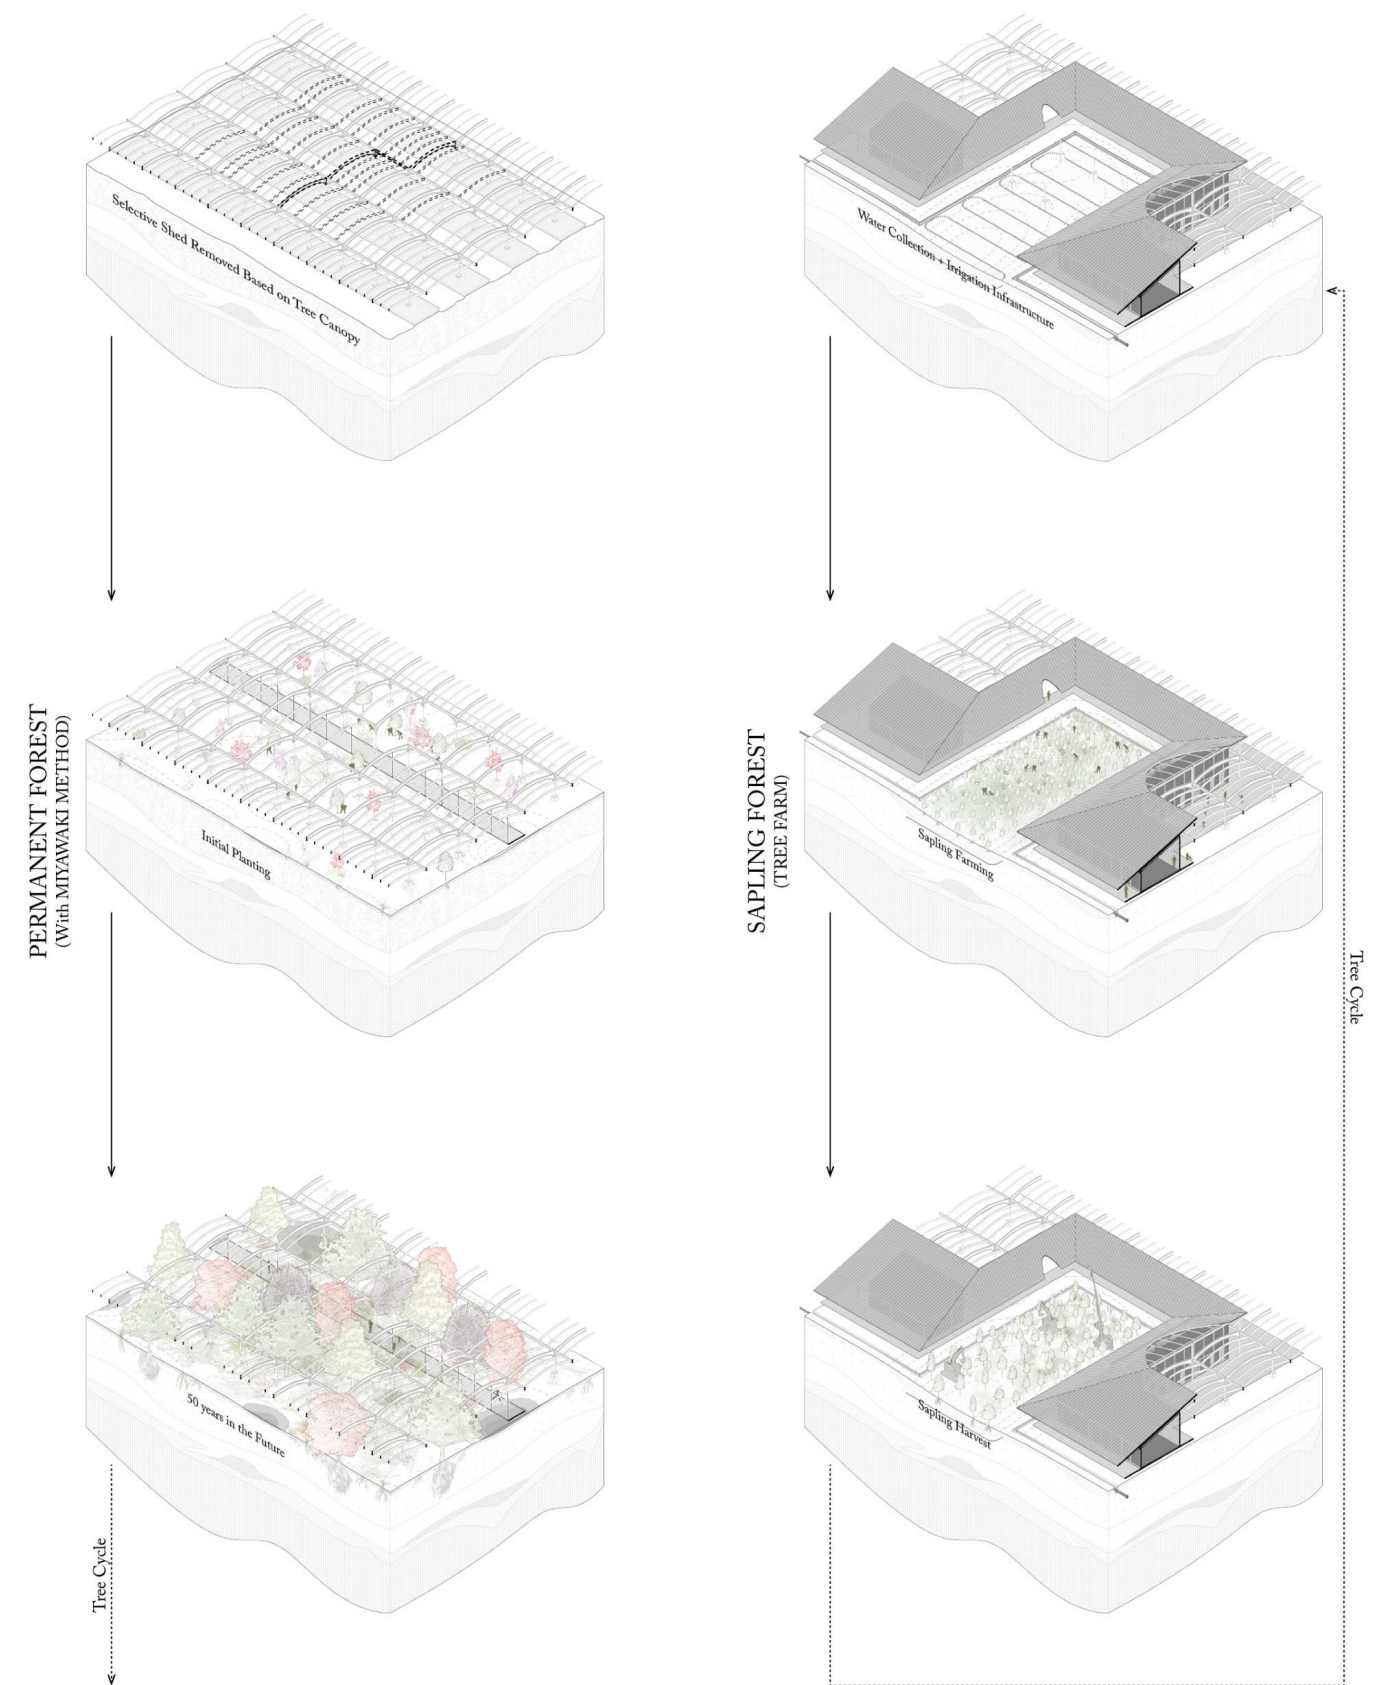 Selective Shed Removed Based on Tree Canopy
PERMANENT FOREST
(With MIYAWAKI METHOD)
Initial Planting
50 years in the Future
Tree Cycle
Water Collection + Irrigation Infrastructure
SAPLING FOREST
(TREE FARM)
Sapling Farming
Sapling Harvest
Tree Cycle